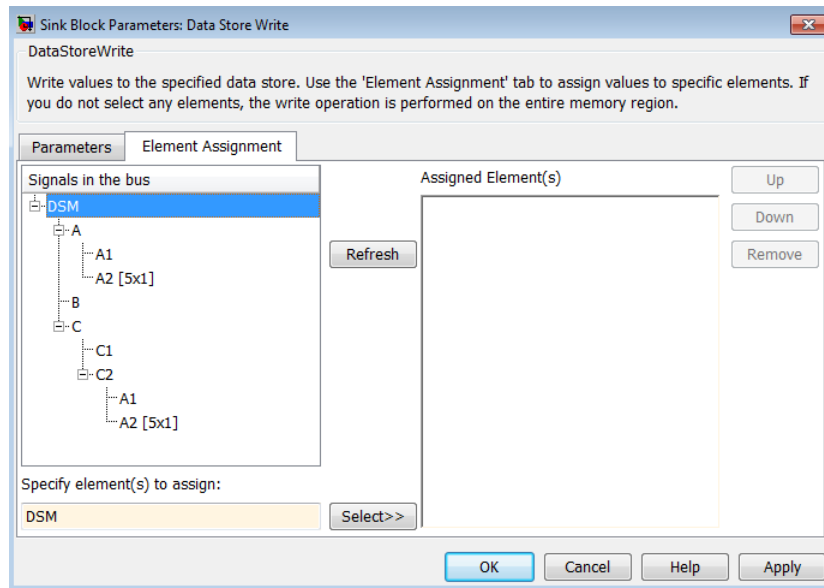 Sink Block Parameters: Data Store Write
DataStoreWrite
Write values to the specified data store. Use the 'Element Assignment' tab to assign values to specific elements. If
you do not select any elements, the write operation is performed on the entire memory region.
Parameters
Element Assignment
Signals in the bus
DSM
A
A1
A2 [5x1]
B
C
C1
C2
A1
A2 [5x1]
Specify element(s) to assign:
DSM
Refresh
Select>>
Assigned Element(s)
Up
Down
Remove
OK
Cancel
Help
Apply